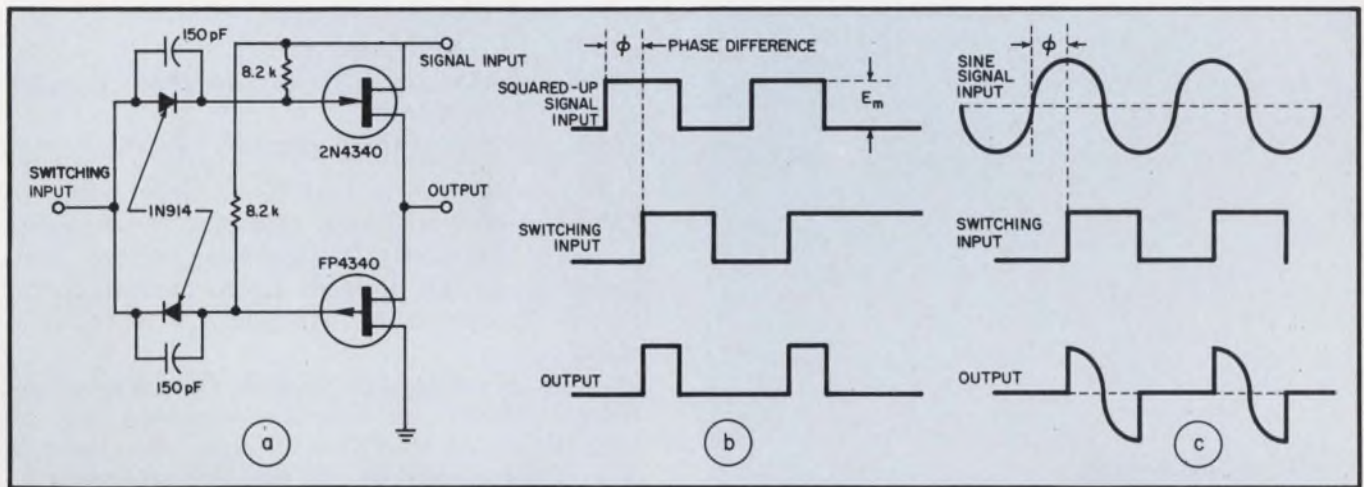 150 pF
8.2 k
SIGNAL INPUT
2N4340
SWITCHING
INPUT
1N914
8.2 k
OUTPUT
FP4340
150 pF
a
ϕ
PHASE DIFFERENCE
SQUARED-UP
SIGNAL
INPUT
Em
SWITCHING
INPUT
OUTPUT
b
ϕ
SINE
SIGNAL
INPUT
SWITCHING
INPUT
OUTPUT
c